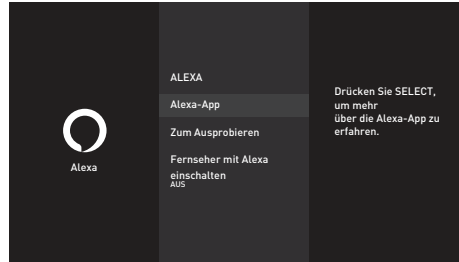 Alexa
ALEXA
Alexa-App
Zum Ausprobieren
Fernseher mit Alexa
einschalten
AUS
Drücken Sie SELECT,
um mehr
über die Alexa-App zu
erfahren.